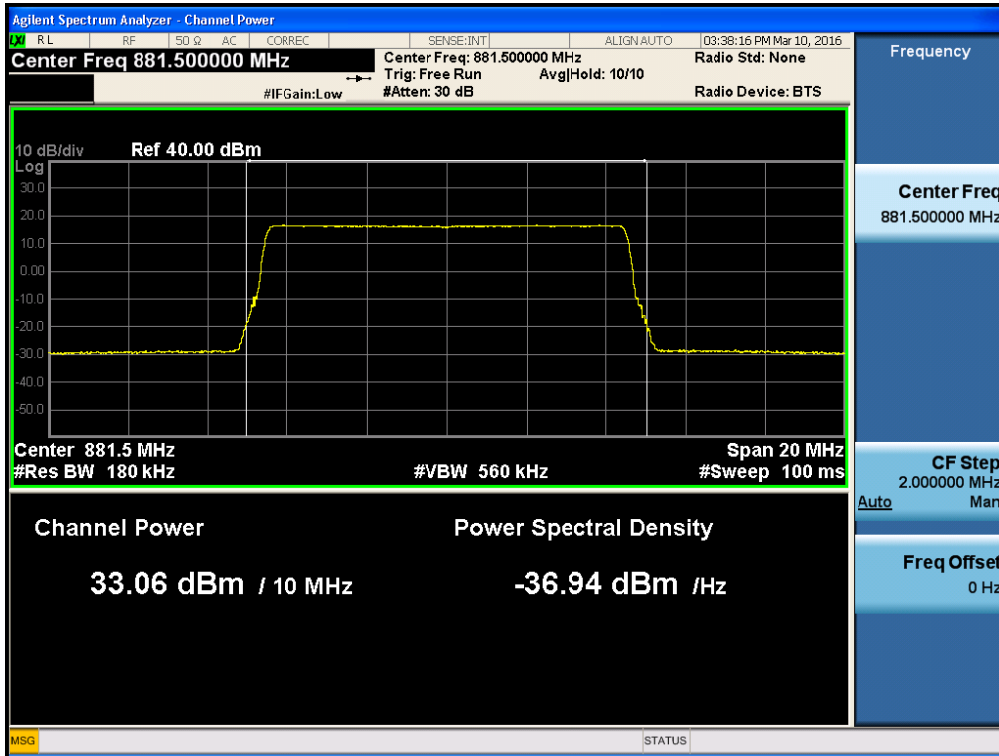 Agilent Spectrum Analyzer - Channel Power
LXI RL RF 50 Ω AC CORREC SENSE:INT ALIGN AUTO 03:38:16 PM Mar 10, 2016
Center Freq 881.500000 MHz
Center Freq: 881.500000 MHz Radio Std: None
Trig: Free Run Avg|Hold: 10/10
#IFGain:Low #Atten: 30 dB Radio Device: BTS
10 dB/div Ref 40.00 dBm
Log
30.0
20.0
10.0
0.00
-10.0
-20.0
-30.0
-40.0
-50.0
Center 881.5 MHz Span 20 MHz
#Res BW 180 kHz #VBW 560 kHz #Sweep 100 ms
Channel Power Power Spectral Density
33.06 dBm / 10 MHz -36.94 dBm /Hz
MSG STATUS
Frequency
Center Freq
881.500000 MHz
CF Step
2.000000 MHz
Auto Man
Freq Offset
0 Hz